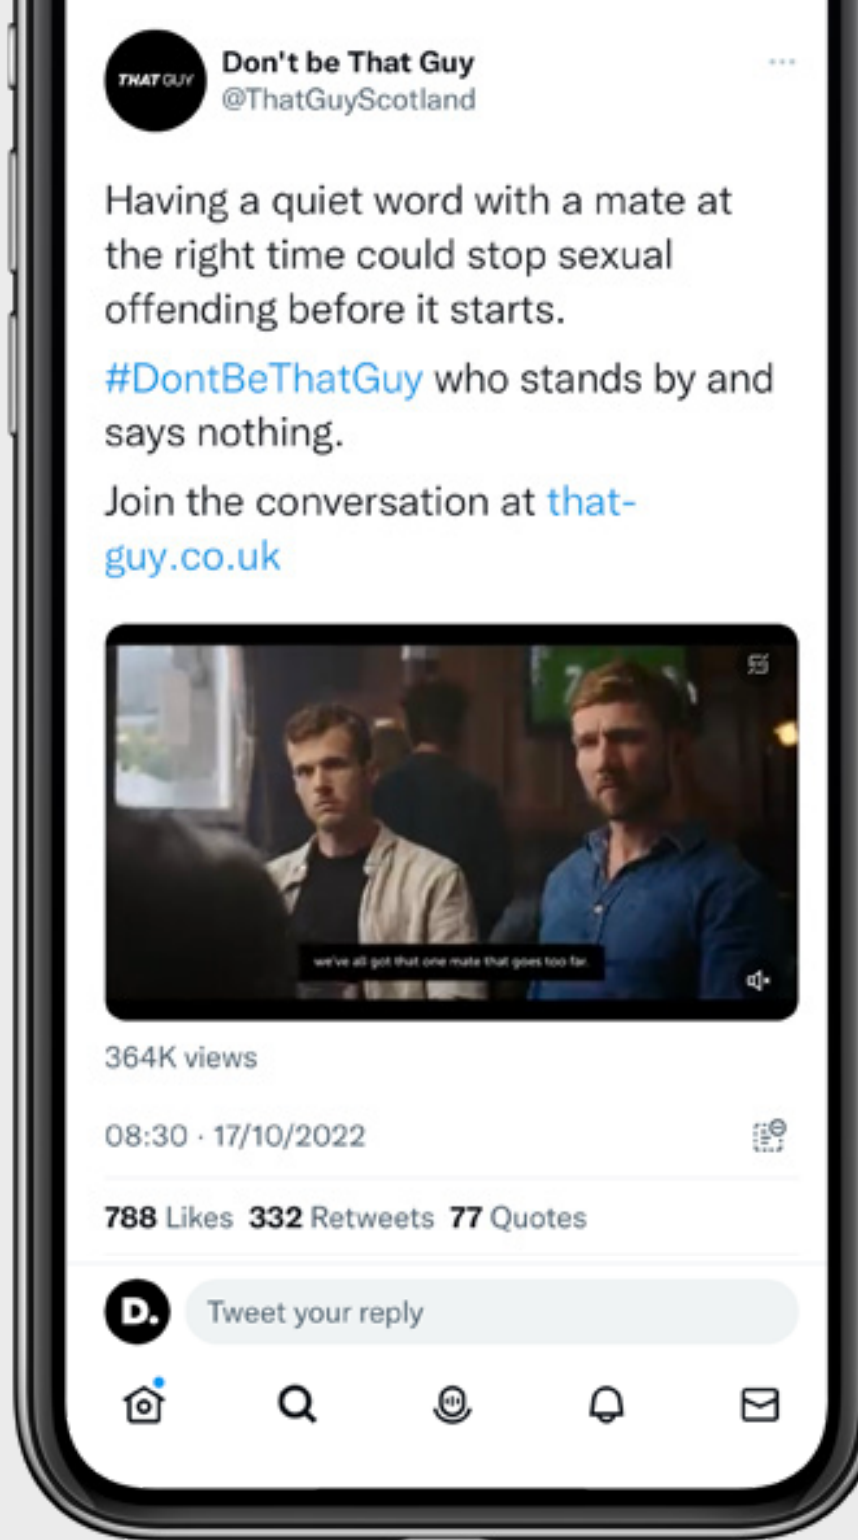 THAT GUY
Don't be That Guy
@ThatGuyScotland
Having a quiet word with a mate at
the right time could stop sexual
offending before it starts.
#DontBeThatGuy who stands by and
says nothing.
Join the conversation at that-
guy.co.uk
we've all got that one mate that goes too far.
364K views
08:30 · 17/10/2022
788 Likes 332 Retweets 77 Quotes
D.
Tweet your reply